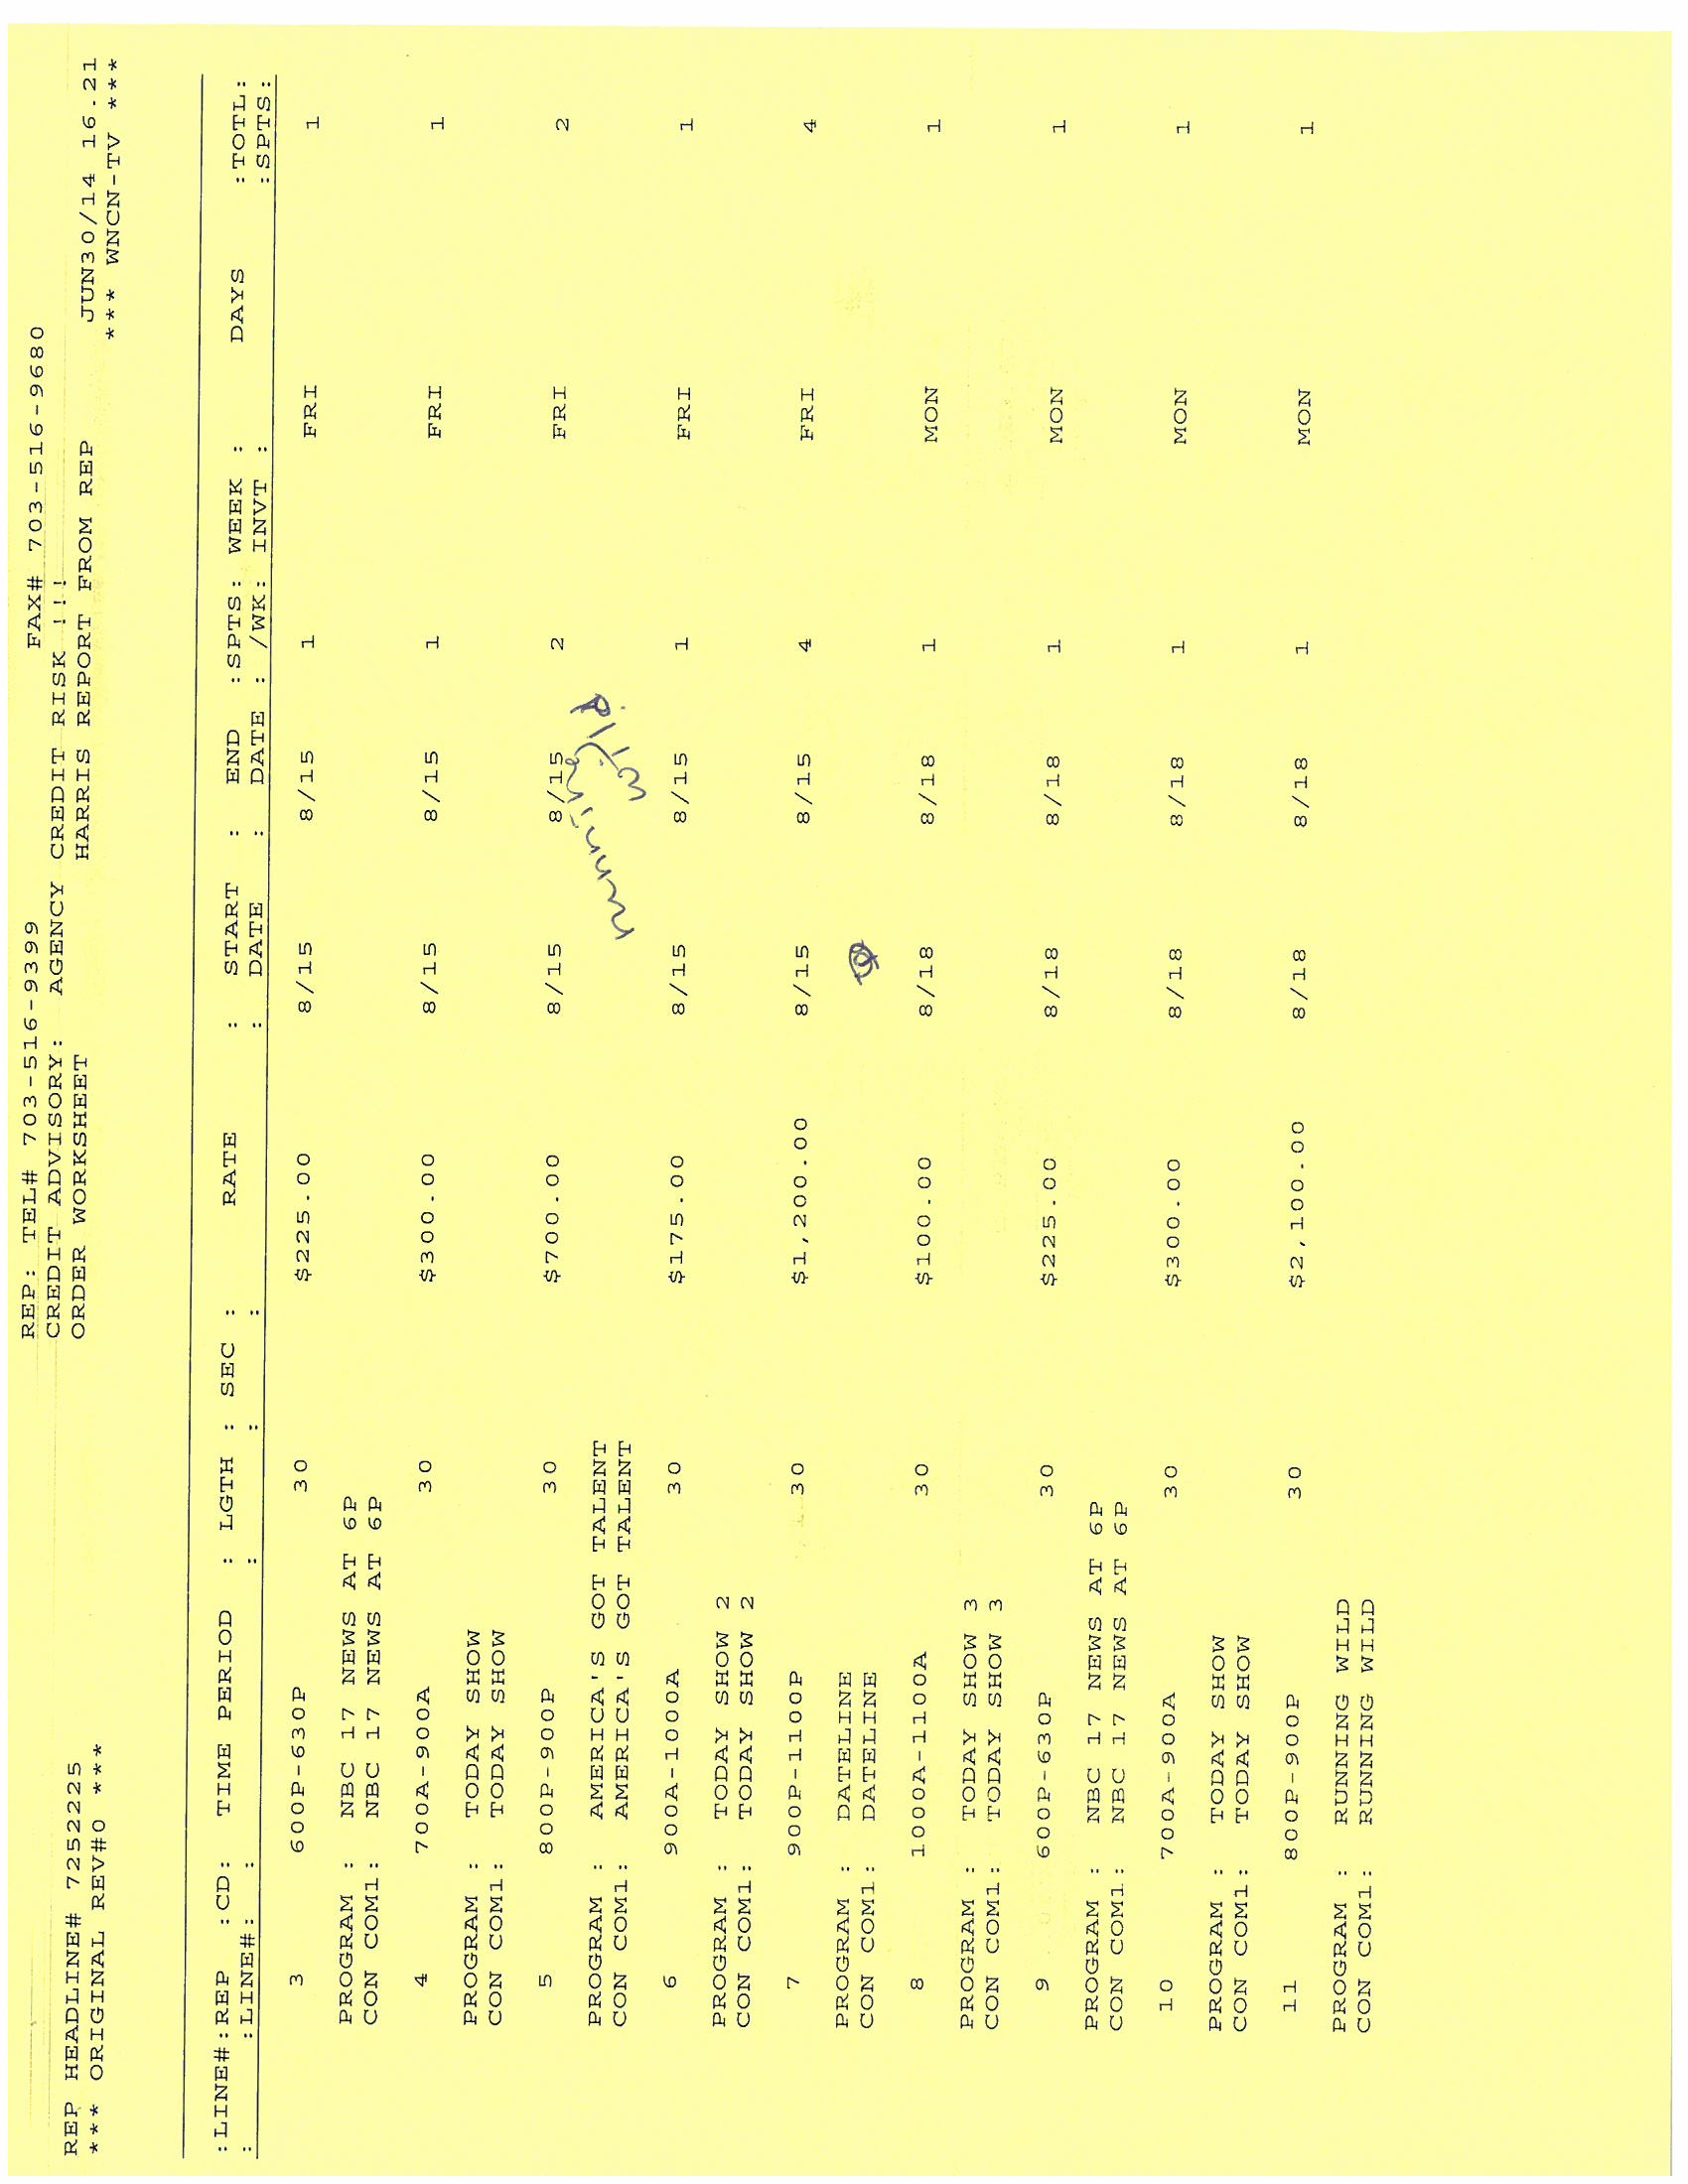 REP: TEL# 703-516-9399 FAX# 703-516-9680
CREDIT ADVISORY: AGENCY CREDIT RISK !!!
REP HEADLINE# 7252225 ORDER WORKSHEET HARRIS REPORT FROM REP JUN30/14 16.21
*** ORIGINAL REV#0 *** *** WNCN-TV ***
:LINE#:REP :CD: TIME PERIOD : LGTH : SEC : RATE : START : END :SPTS: WEEK : DAYS :TOTL:
: :LINE#: : : : : DATE : DATE : /WK: INVT : :SPTS:
3 600P-630P 30 $225.00 8/15 8/15 1 FRI 1
PROGRAM : NBC 17 NEWS AT 6P
CON COM1: NBC 17 NEWS AT 6P
4 700A-900A 30 $300.00 8/15 8/15 1 FRI 1
PROGRAM : TODAY SHOW
CON COM1: TODAY SHOW
5 800P-900P 30 $700.00 8/15 8/15 2 FRI 2
PROGRAM : AMERICA'S GOT TALENT
CON COM1: AMERICA'S GOT TALENT
6 900A-1000A 30 $175.00 8/15 8/15 1 FRI 1
PROGRAM : TODAY SHOW 2
CON COM1: TODAY SHOW 2
7 900P-1100P 30 $1,200.00 8/15 8/15 4 FRI 4
PROGRAM : DATELINE
CON COM1: DATELINE
8 1000A-1100A 30 $100.00 8/18 8/18 1 MON 1
PROGRAM : TODAY SHOW 3
CON COM1: TODAY SHOW 3
9 600P-630P 30 $225.00 8/18 8/18 1 MON 1
PROGRAM : NBC 17 NEWS AT 6P
CON COM1: NBC 17 NEWS AT 6P
10 700A-900A 30 $300.00 8/18 8/18 1 MON 1
PROGRAM : TODAY SHOW
CON COM1: TODAY SHOW
11 800P-900P 30 $2,100.00 8/18 8/18 1 MON 1
PROGRAM : RUNNING WILD
CON COM1: RUNNING WILD